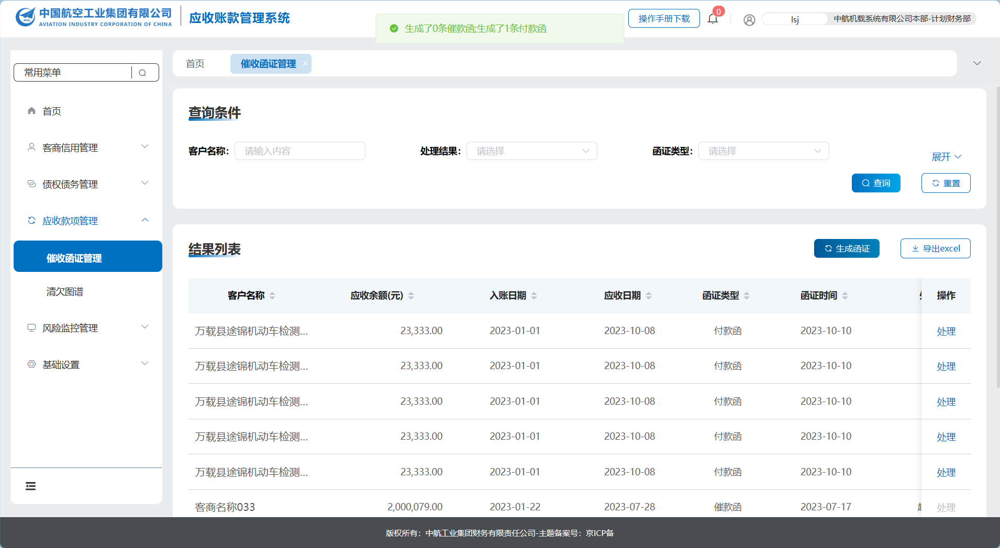 中国航空工业集团有限公司
AVIATION INDUSTRY CORPORATION OF CHINA
应收账款管理系统
生成了0条催款函;生成了1条付款函
操作手册下载
0
lsj
中航机载系统有限公司本部-计划财务部
常用菜单
首页
客商信用管理
债权债务管理
应收款项管理
催收函证管理
清欠图谱
风险监控管理
基础设置
首页
催收函证管理
查询条件
客户名称:
请输入内容
处理结果:
请选择
函证类型:
请选择
展开
查询
重置
结果列表
生成函证
导出excel
客户名称 应收余额(元) 入账日期 应收日期 函证类型 函证时间 操作
万载县途锦机动车检测... 23,333.00 2023-01-01 2023-10-08 付款函 2023-10-10 处理
万载县途锦机动车检测... 23,333.00 2023-01-01 2023-10-08 付款函 2023-10-10 处理
万载县途锦机动车检测... 23,333.00 2023-01-01 2023-10-08 付款函 2023-10-10 处理
万载县途锦机动车检测... 23,333.00 2023-01-01 2023-10-08 付款函 2023-10-10 处理
万载县途锦机动车检测... 23,333.00 2023-01-01 2023-10-08 付款函 2023-10-10 处理
客商名称033 2,000,079.00 2023-01-22 2023-07-28 催款函 2023-07-17 处理
版权所有：中航工业集团财务有限责任公司-主题备案号：京ICP备